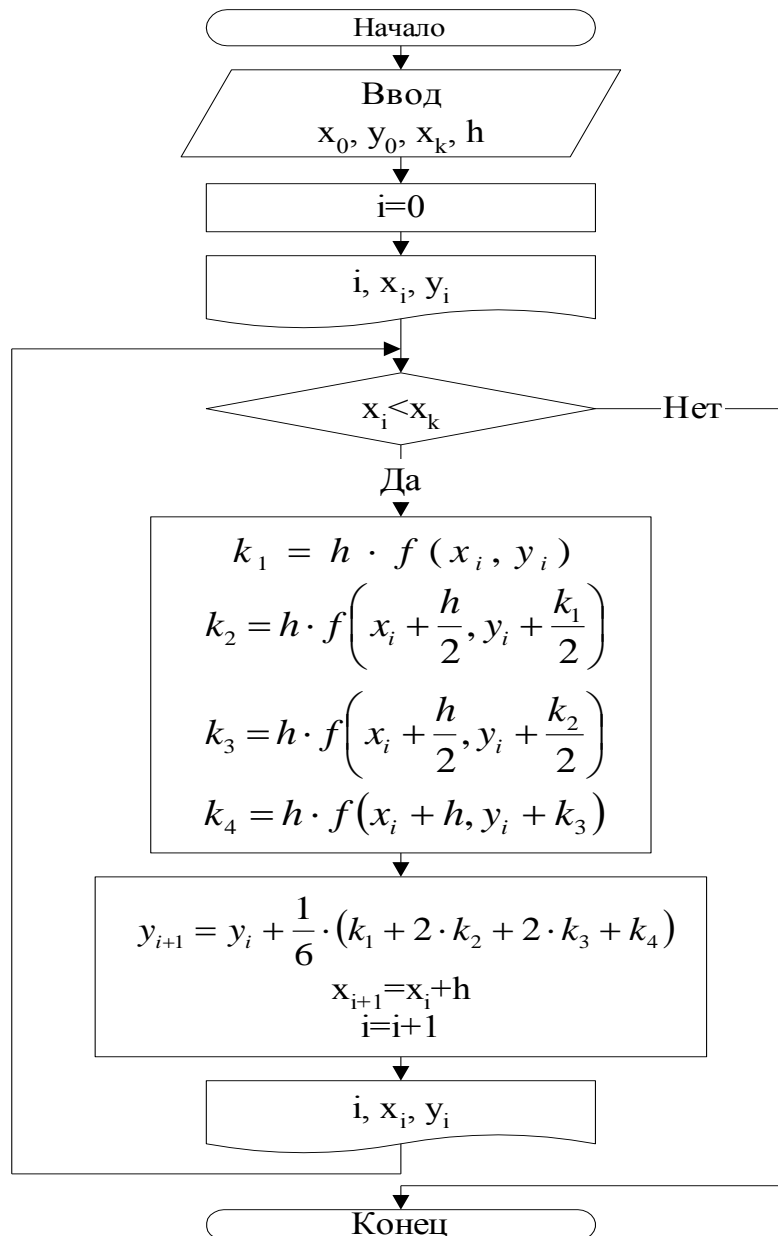 Начало
Ввод
x₀, y₀, xₖ, h
i=0
i, xᵢ, yᵢ
xᵢ<xₖ
Нет
Да
k₁ = h · f (xᵢ, yᵢ)
k₂ = h · f(xᵢ + h/2, yᵢ + k₁/2)
k₃ = h · f(xᵢ + h/2, yᵢ + k₂/2)
k₄ = h · f(xᵢ + h, yᵢ + k₃)
yᵢ₊₁ = yᵢ + 1/6 · (k₁ + 2 · k₂ + 2 · k₃ + k₄)
xᵢ₊₁=xᵢ+h
i=i+1
i, xᵢ, yᵢ
Конец